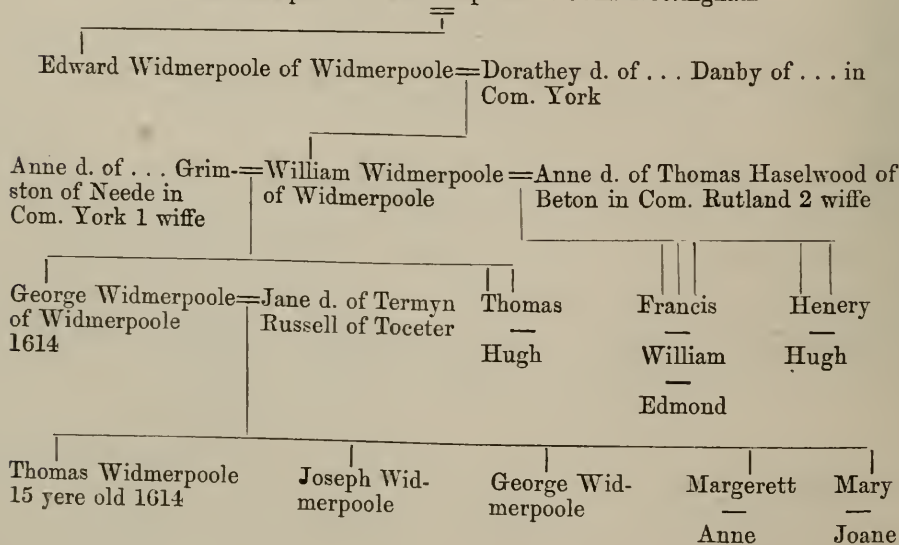 Edward Widmerpoole of Widmerpoole=Dorathey d. of . . . Danby of . . . in
Com. York
Anne d. of . . . Grim-=William Widmerpoole=Anne d. of Thomas Haselwood of
ston of Neede in
Com. York 1 wiffe
of Widmerpoole
Beton in Com. Rutland 2 wiffe
George Widmerpoole=Jane d. of Termyn
of Widmerpoole
1614
Russell of Toceter
Thomas
Hugh
Francis
William
Edmond
Henery
Hugh
Thomas Widmerpoole
15 yere old 1614
Joseph Wid-
merpoole
George Wid-
merpoole
Margerett
Anne
Mary
Joane